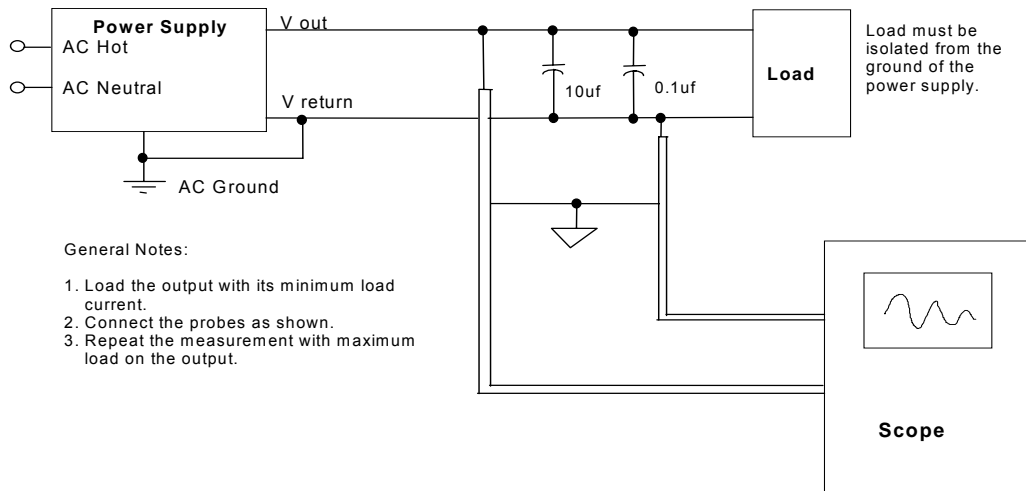 Power Supply
V out
AC Hot
AC Neutral
V return
10uf
0.1uf
Load
Load must be
isolated from the
ground of the
power supply.
AC Ground
General Notes:
1. Load the output with its minimum load
current.
2. Connect the probes as shown.
3. Repeat the measurement with maximum
load on the output.
Scope